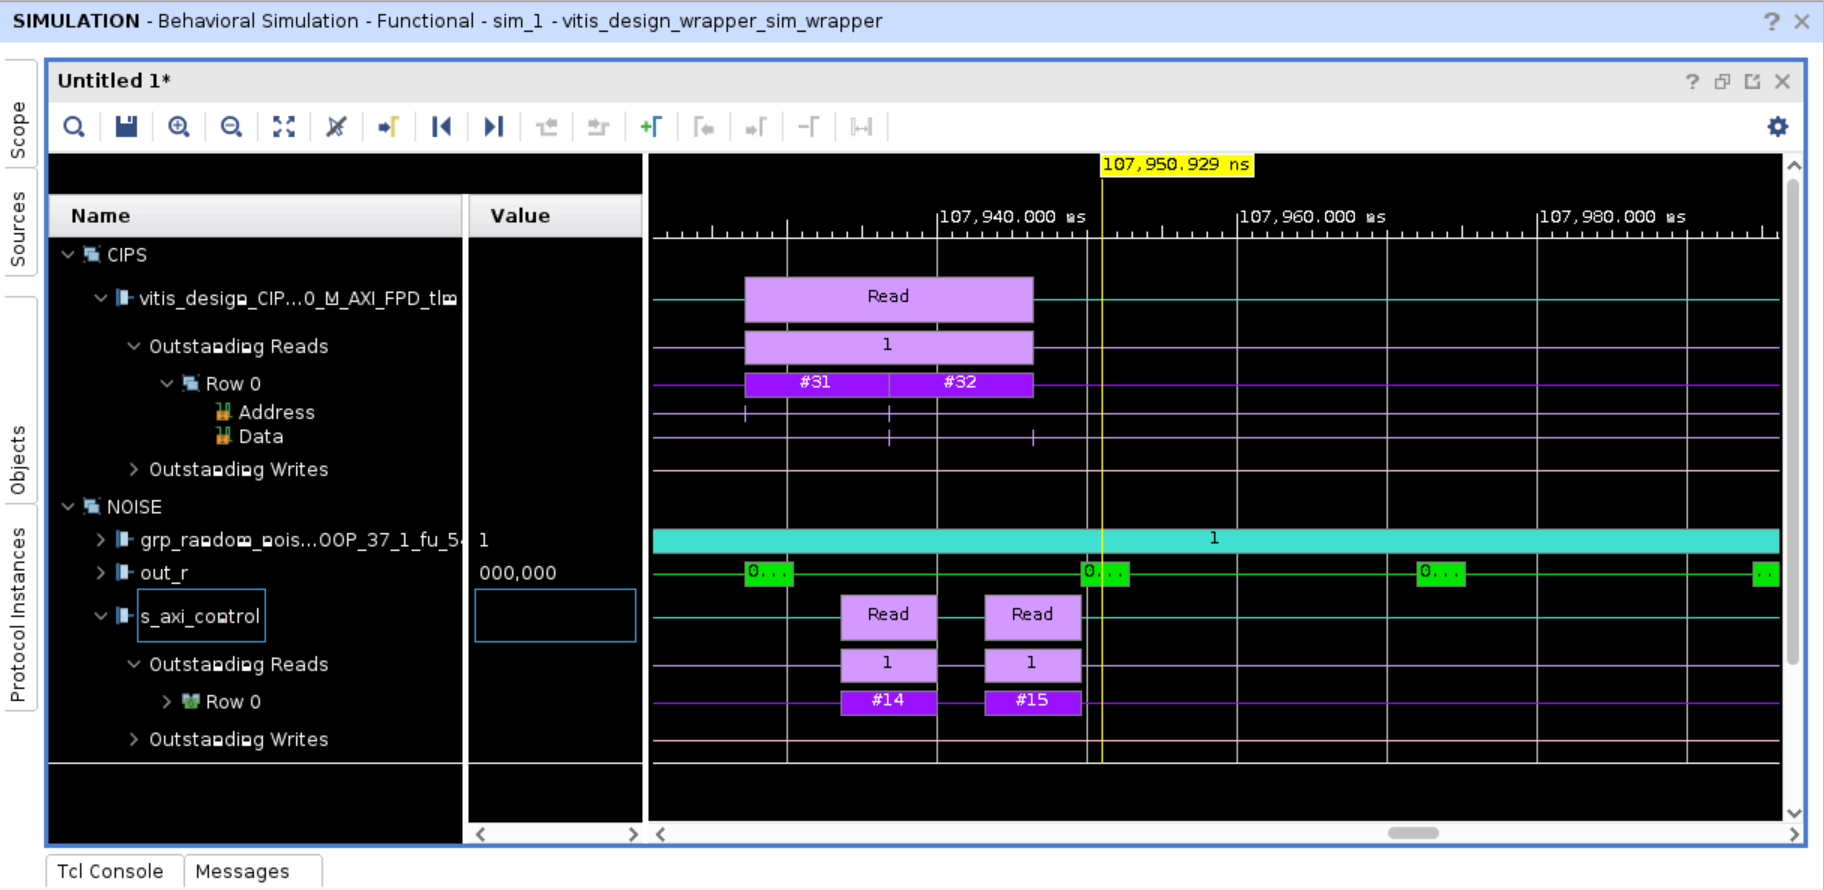 SIMULATION - Behavioral Simulation - Functional - sim_1 - vitis_design_wrapper_sim_wrapper
Untitled 1*
Scope
Sources
Objects
Protocol Instances
107,950.929 ns
Name Value
107,940.000 ns 107,960.000 ns 107,980.000 ns
CIPS
vitis_design_CIP...0_M_AXI_FPD_tlm
Read
Outstanding Reads
1
Row 0
#31 #32
Address
Data
Outstanding Writes
NOISE
grp_random_nois...OOP_37_1_fu_54 1
1
out_r 000,000
0... 0... 0... ..
s_axi_control
Read Read
Outstanding Reads
1 1
Row 0
#14 #15
Outstanding Writes
Tcl Console Messages